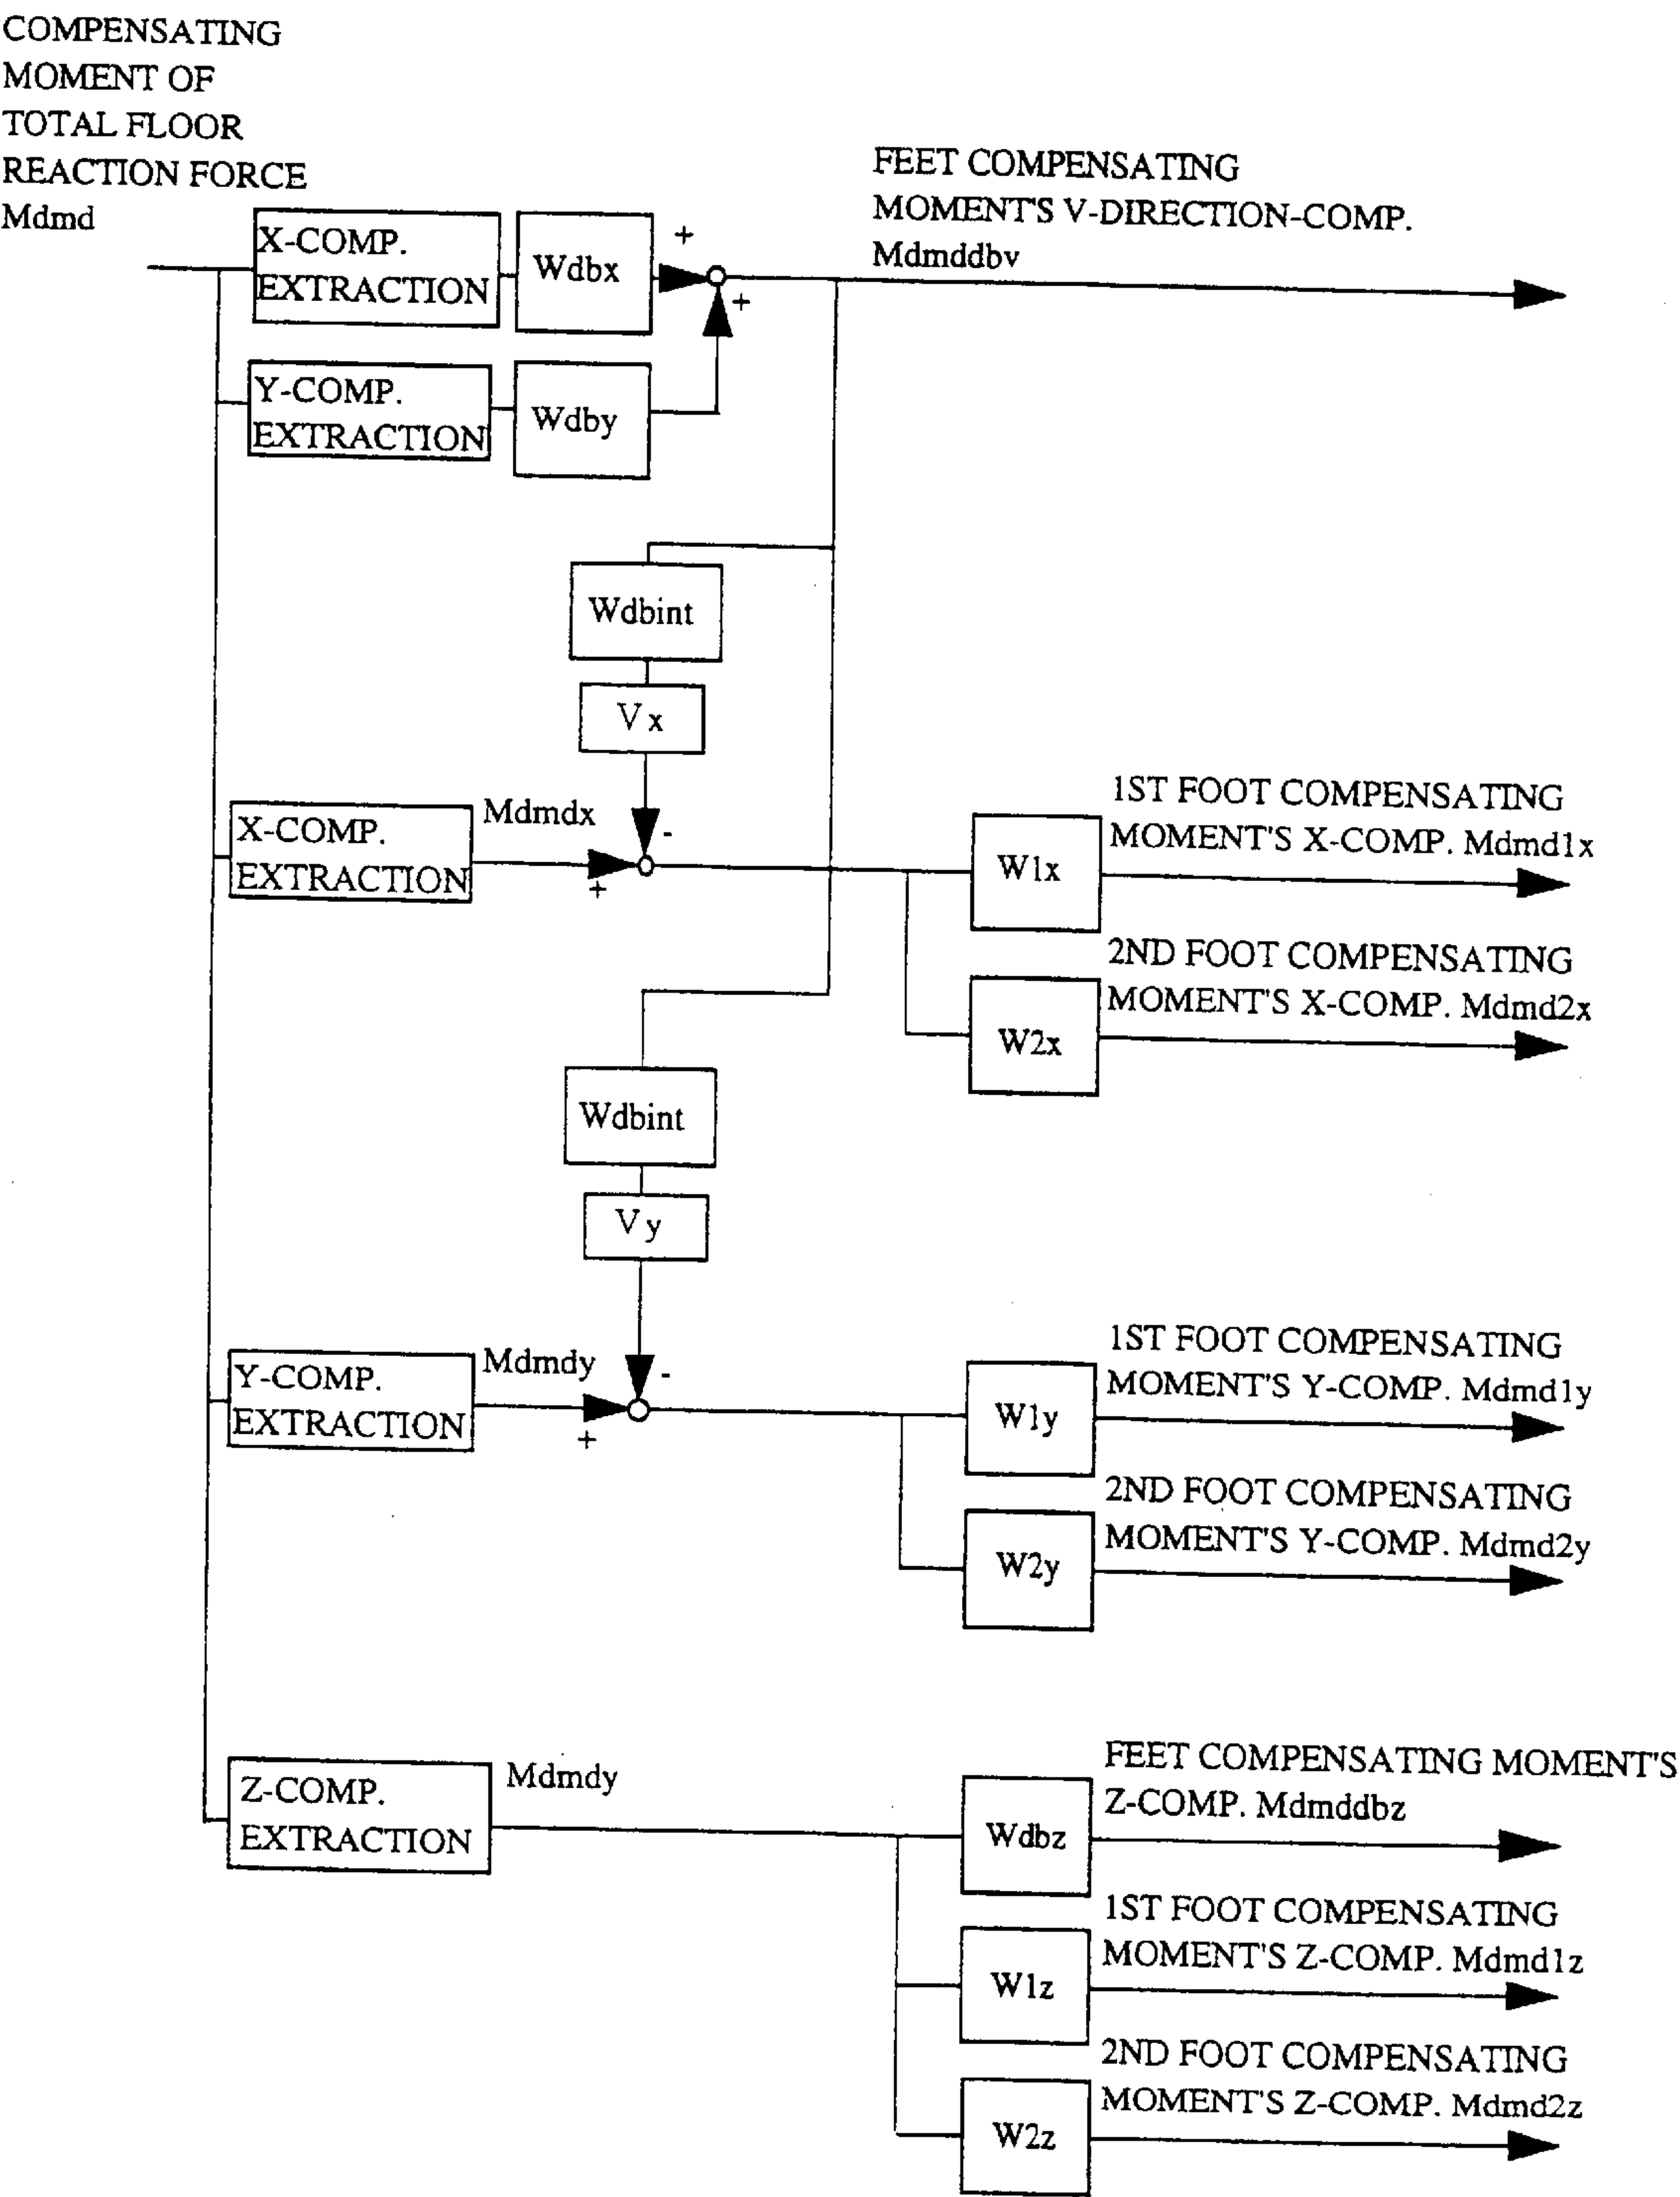 COMPENSATING
MOMENT OF
TOTAL FLOOR
REACTION FORCE
Mdmd
FEET COMPENSATING
MOMENT'S V-DIRECTION-COMP.
Mdmddbv
X-COMP.
EXTRACTION
Wdbx
+
+
Y-COMP.
EXTRACTION
Wdby
Wdbint
Vx
X-COMP.
EXTRACTION
Mdmdx
-
+
W1x
1ST FOOT COMPENSATING
MOMENT'S X-COMP. Mdmd1x
W2x
2ND FOOT COMPENSATING
MOMENT'S X-COMP. Mdmd2x
Wdbint
Vy
Y-COMP.
EXTRACTION
Mdmdy
-
+
W1y
1ST FOOT COMPENSATING
MOMENT'S Y-COMP. Mdmd1y
W2y
2ND FOOT COMPENSATING
MOMENT'S Y-COMP. Mdmd2y
Z-COMP.
EXTRACTION
Mdmdy
Wdbz
FEET COMPENSATING MOMENT'S
Z-COMP. Mdmddbz
W1z
1ST FOOT COMPENSATING
MOMENT'S Z-COMP. Mdmd1z
W2z
2ND FOOT COMPENSATING
MOMENT'S Z-COMP. Mdmd2z